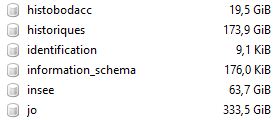 histobodacc 19,5 GiB
historiques 173,9 GiB
identification 9,1 KiB
information_schema 176,0 KiB
insee 63,7 GiB
jo 333,5 GiB